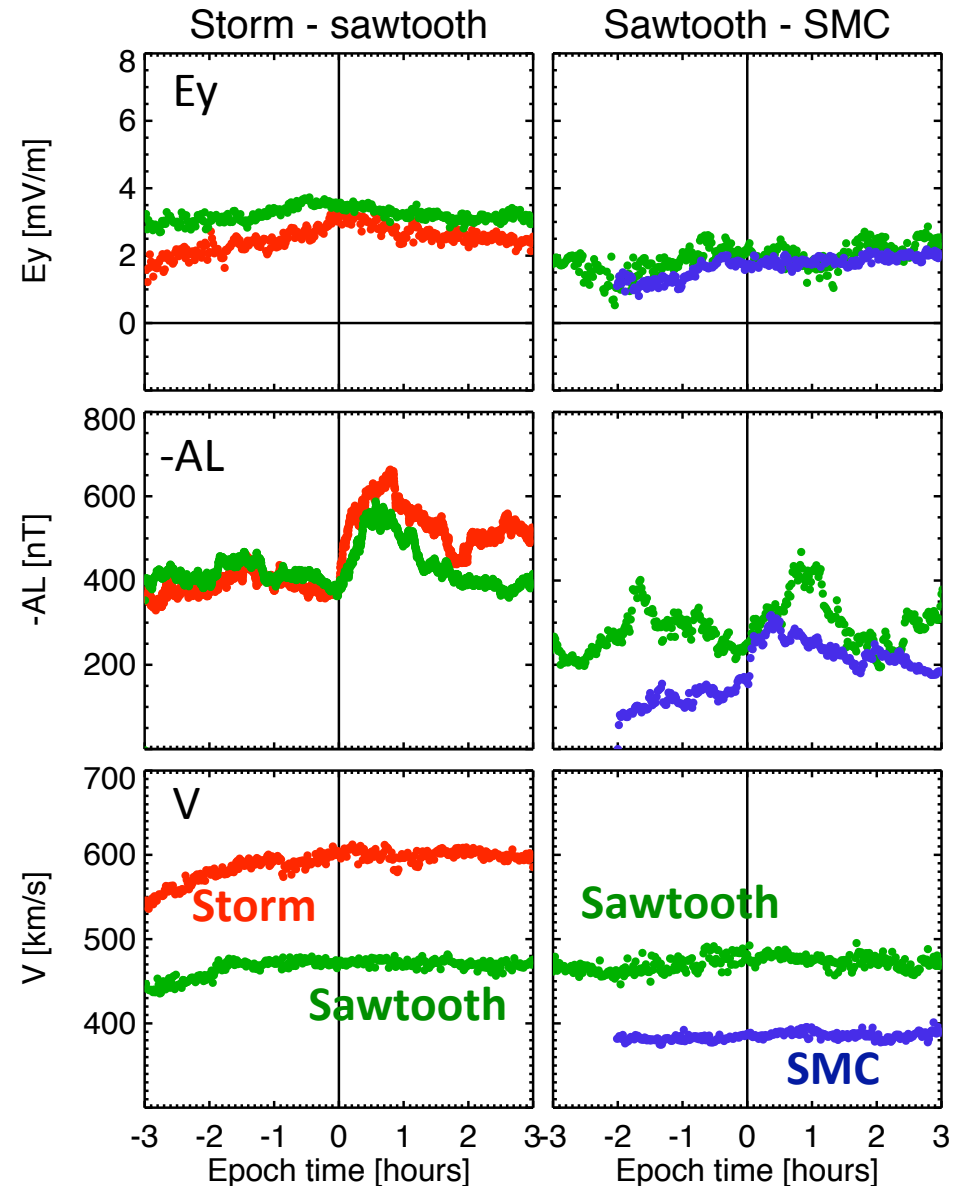 Storm - sawtooth
Sawtooth - SMC
8
6
4
2
0
Ey [mV/m]
Ey
800
600
400
200
-AL [nT]
-AL
700
600
500
400
V [km/s]
V
Storm
Sawtooth
Sawtooth
SMC
-3 -2 -1 0 1 2 3
-3 -2 -1 0 1 2 3
Epoch time [hours]
Epoch time [hours]